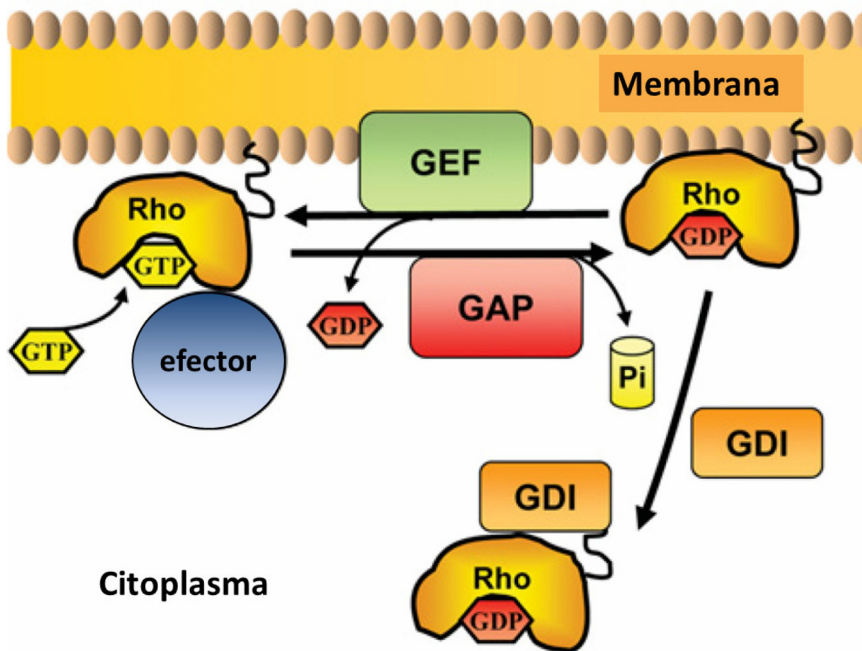 Membrana
GEF
Rho
GTP
Rho
GDP
GTP
efector
GDP
GAP
Pi
GDI
GDI
Citoplasma
Rho
GDP